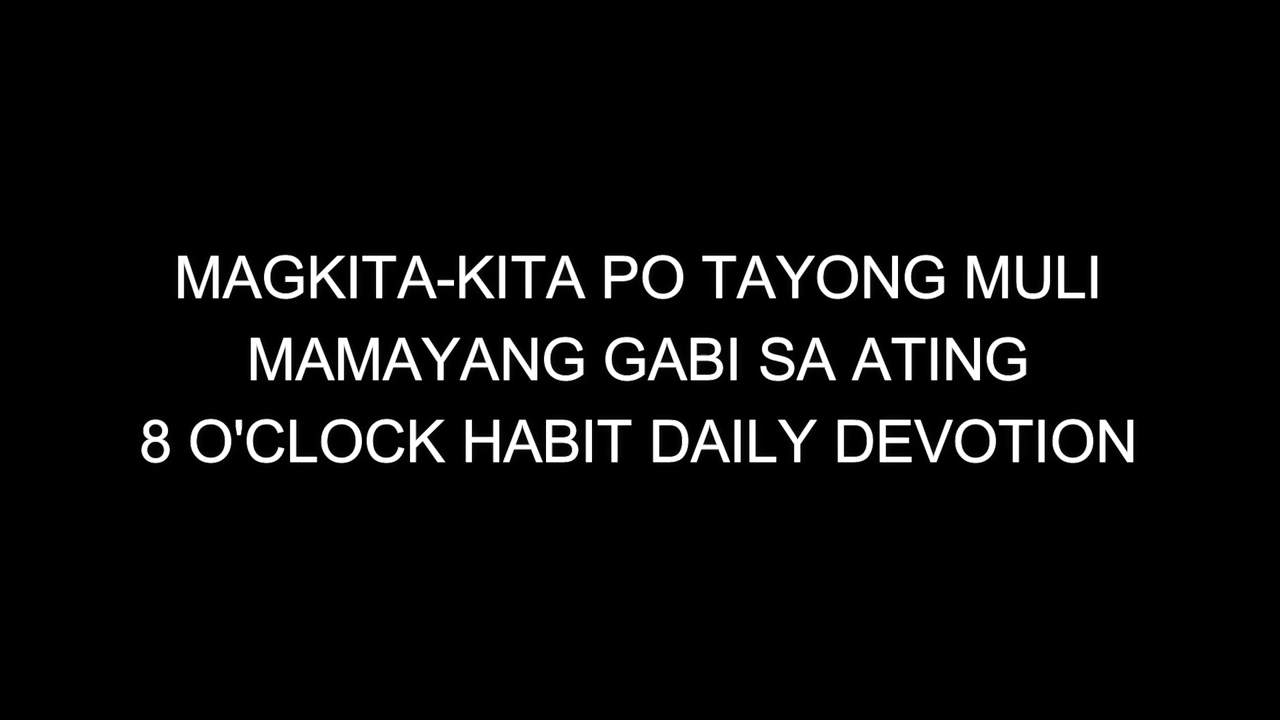 MAGKITA-KITA PO TAYONG MULI
MAMAYANG GABI SA ATING
8 O'CLOCK HABIT DAILY DEVOTION